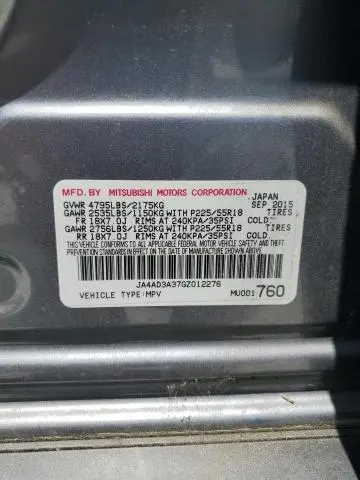 MFD. BY MITSUBISHI MOTORS CORPORATION JAPAN
GVWR 4795LBS/2175KG SEP 2015
GAWR 2535LBS/1150KG WITH P225/55R18 TIRES
FR 18X7.0J RIMS AT 240KPA/35PSI COLD.
GAWR 2756LBS/1250KG WITH P225/55R18 TIRES
RR 18X7.0J RIMS AT 240KPA/35PSI COLD
THIS VEHICLE CONFORMS TO ALL APPLICABLE FEDERAL MOTOR VEHICLE SAFETY, BUMPER AND THEFT PREVENTION STANDARDS IN EFFECT ON THE DATE OF MANUFACTURE SHOWN ABOVE.
JA4AD3A37GZ012276
VEHICLE TYPE:MPV MU001760